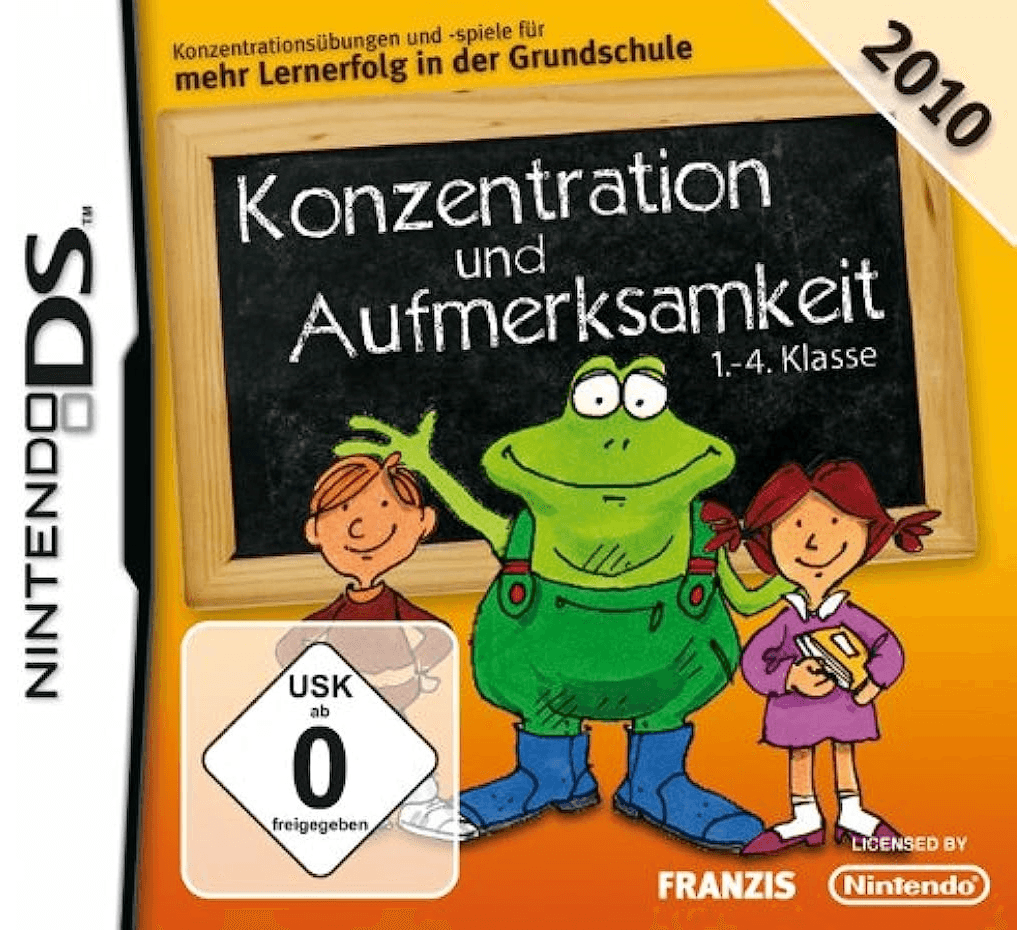 Konzentrationsübungen und -spiele für
mehr Lernerfolg in der Grundschule
2010
Konzentration
und
Aufmerksamkeit
1.-4. Klasse
NINTENDO DS™
USK
ab
0
freigegeben
LICENSED BY
FRANZIS
Nintendo®